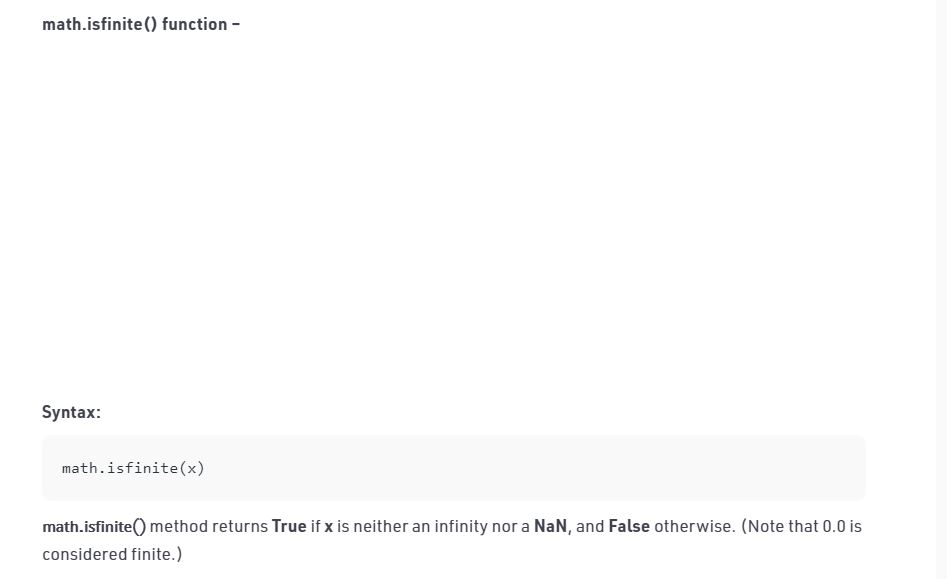 math.isfinite() function –
Syntax:
math.isfinite(x)
math.isfinite() method returns True if x is neither an infinity nor a NaN, and False otherwise. (Note that 0.0 is
considered finite.)